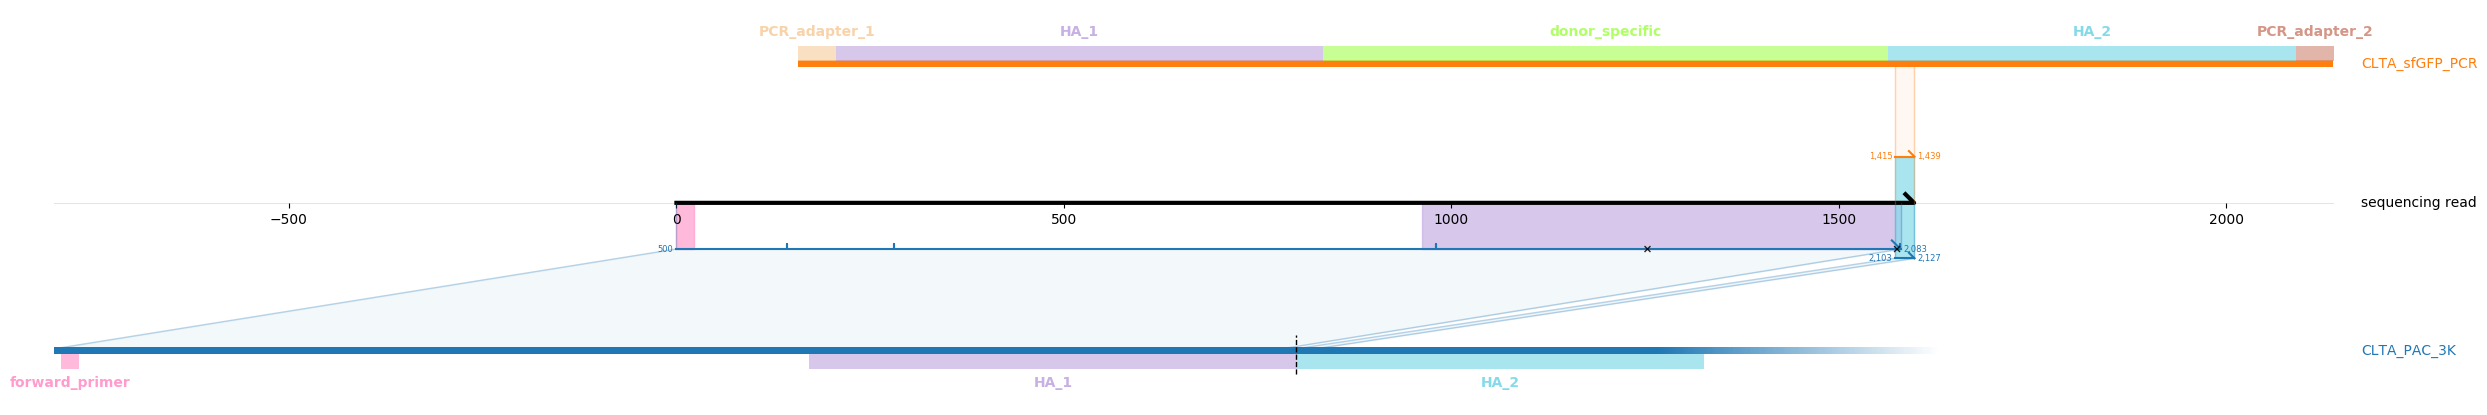 PCR_adapter_1 HA_1 donor_specific HA_2 PCR_adapter_2
CLTA_sfGFP_PCR
1,415 1,439
sequencing read
−500 0 500 1000 1500 2000
500 2,083
2,103 2,127
CLTA_PAC_3K
forward_primer HA_1 HA_2